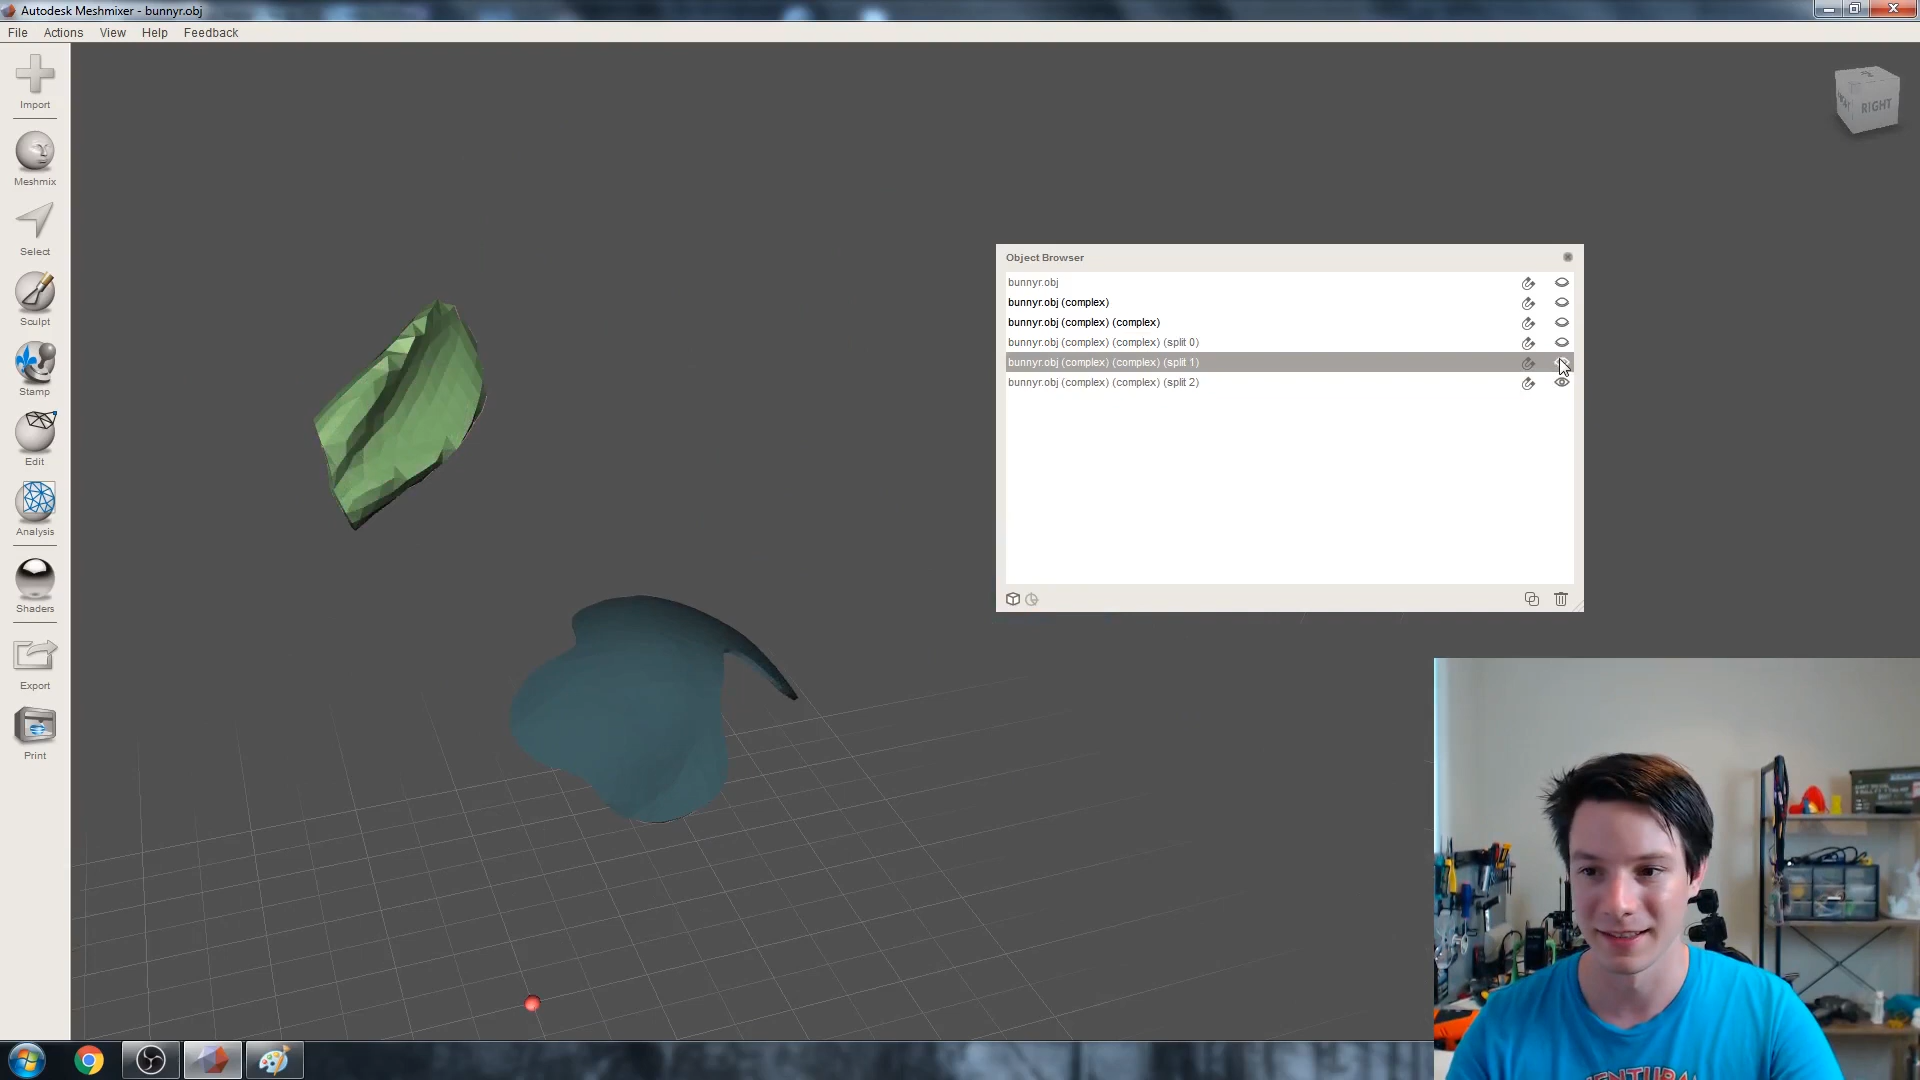 Autodesk Meshmixer - bunnyr.obj
File Actions View Help Feedback
Import
Meshmix
Select
Sculpt
Stamp
Edit
Analysis
Shaders
Export
Print
RIGHT
Object Browser
bunnyr.obj
bunnyr.obj (complex)
bunnyr.obj (complex) (complex)
bunnyr.obj (complex) (complex) (split 0)
bunnyr.obj (complex) (complex) (split 1)
bunnyr.obj (complex) (complex) (split 2)